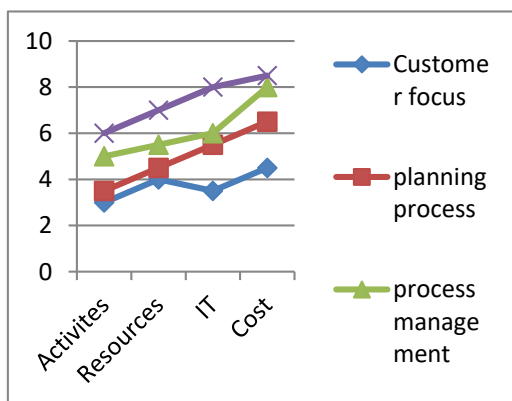 10
8
6
4
2
0
Activites
Resources
IT
Cost
Custome
r focus
planning
process
process
manage
ment